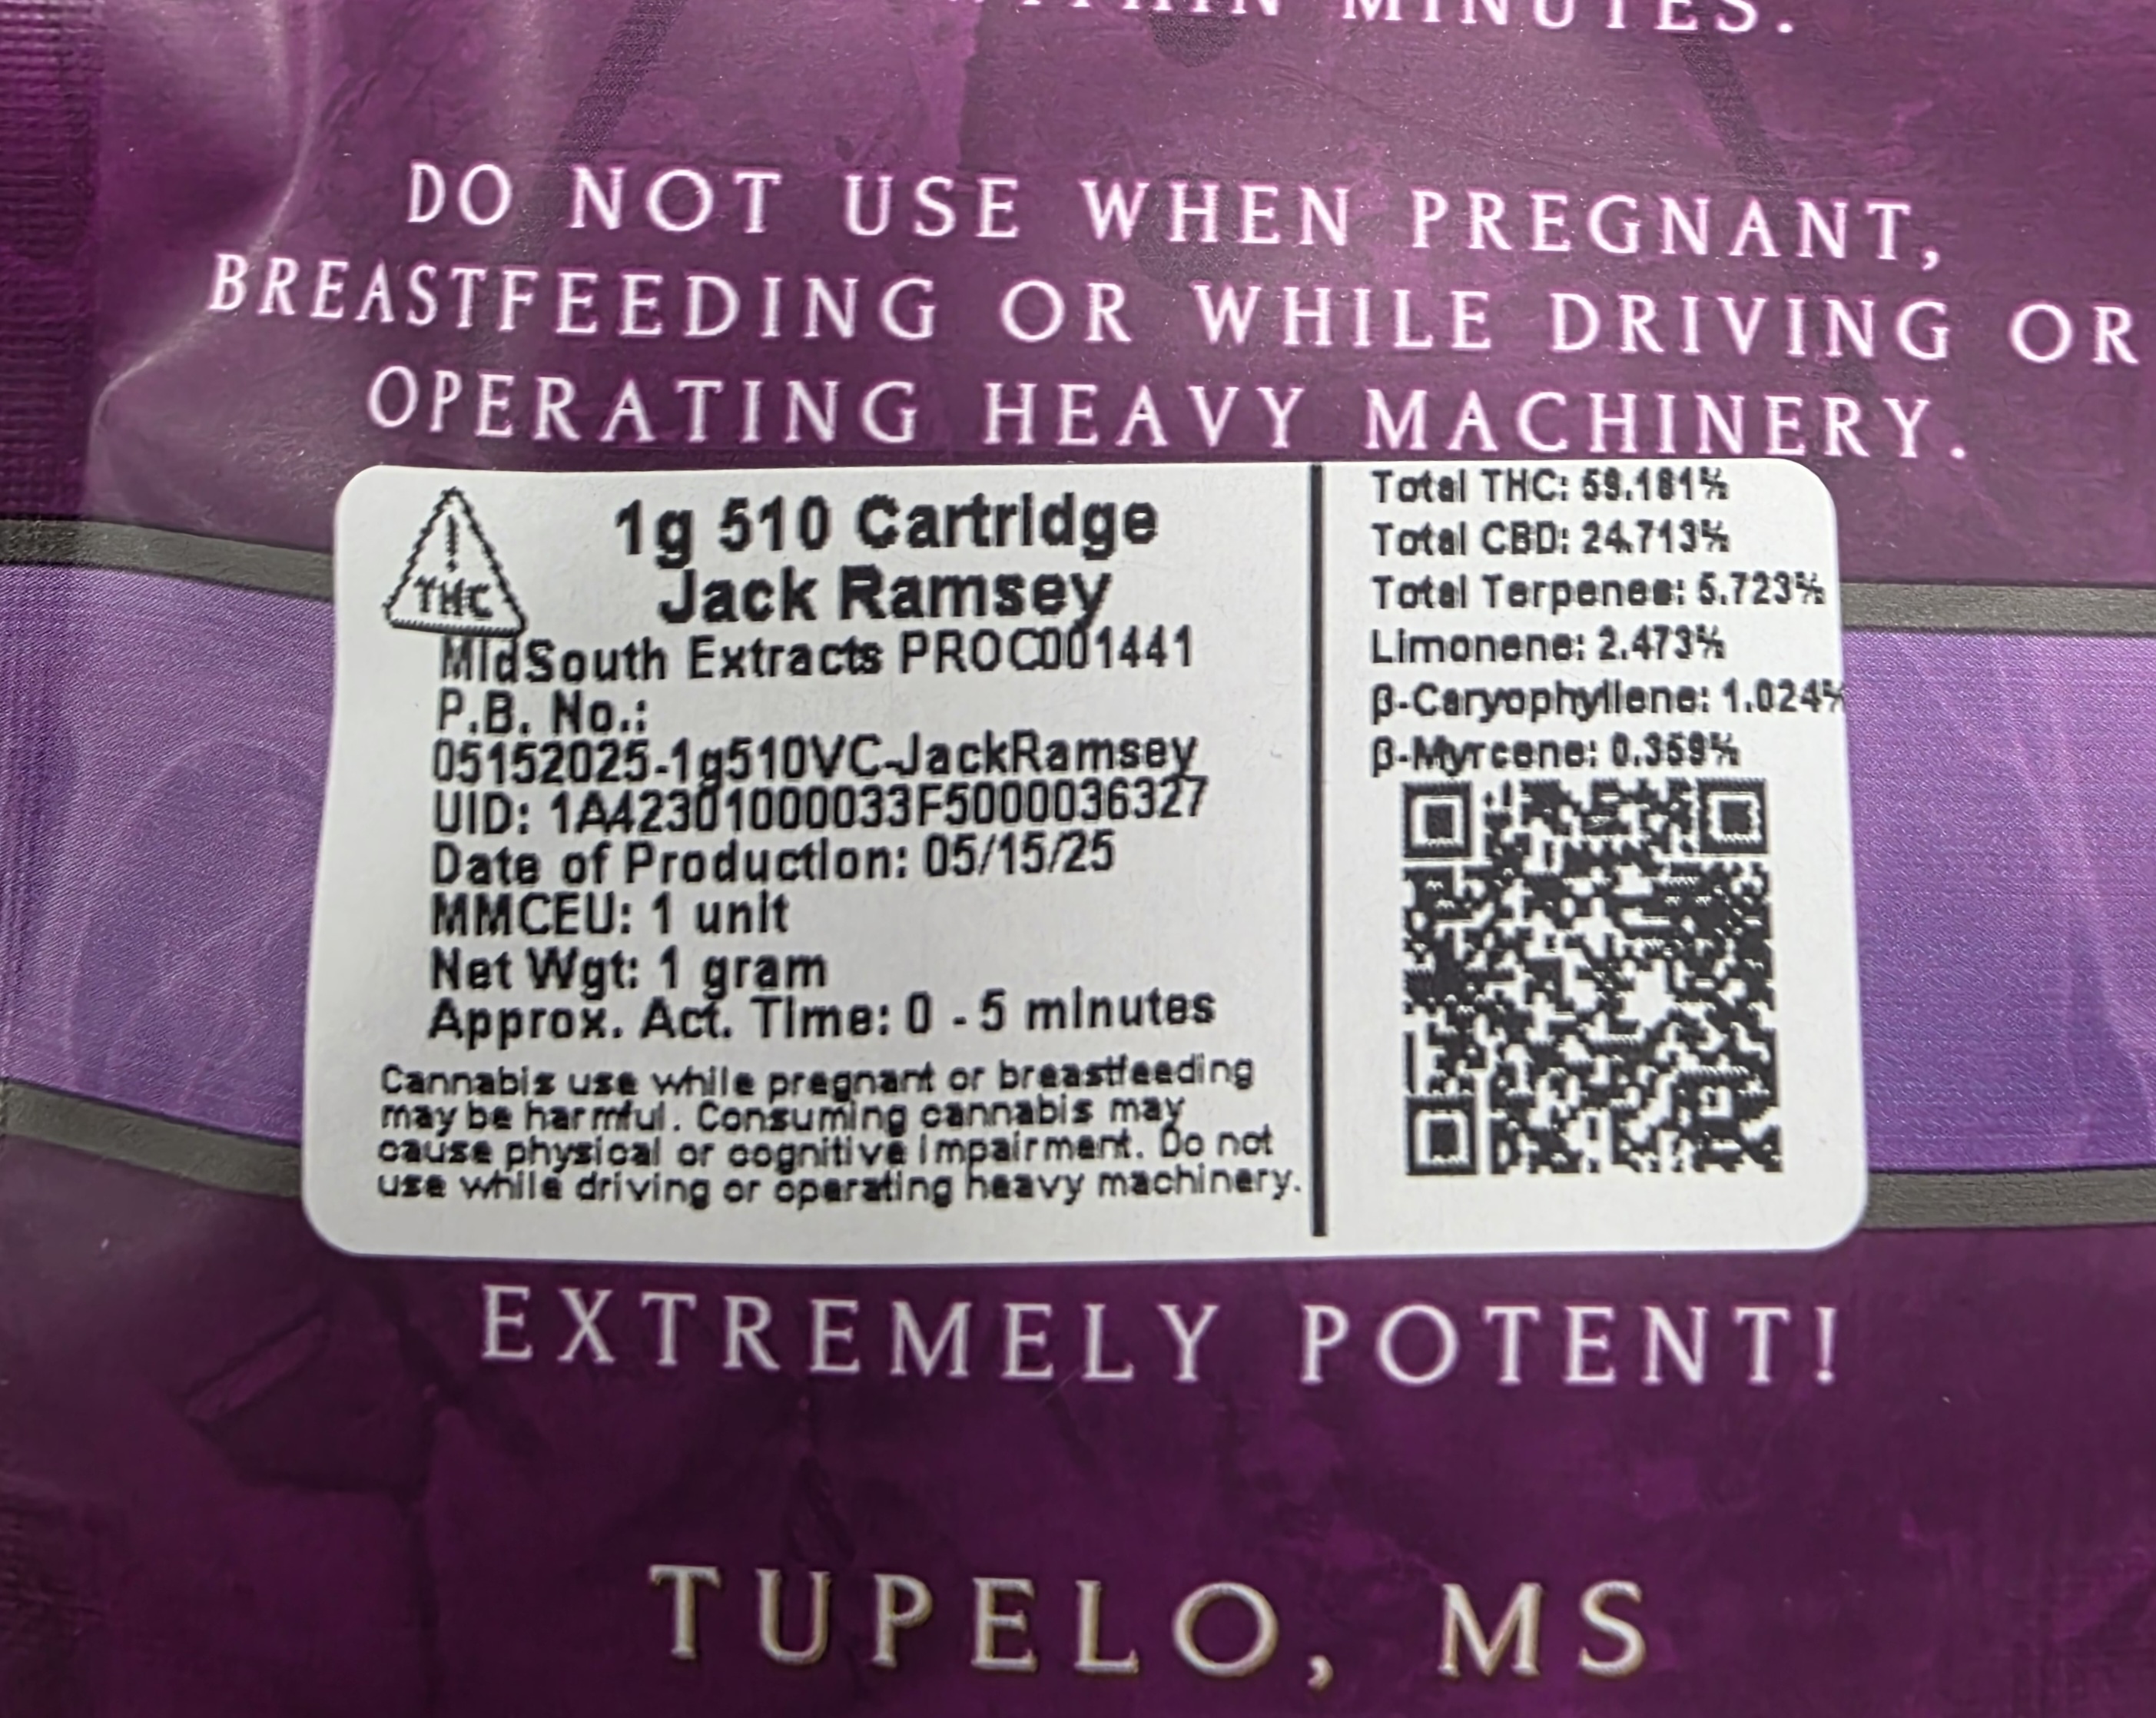 WITHIN MINUTES.
DO NOT USE WHEN PREGNANT,
BREASTFEEDING OR WHILE DRIVING OR
OPERATING HEAVY MACHINERY.
THC
1g 510 Cartridge
Jack Ramsey
MidSouth Extracts PROC001441
P.B. No.:
05152025-1g510VC-JackRamsey
UID: 1A42301000033F5000036327
Date of Production: 05/15/25
MMCEU: 1 unit
Net Wgt: 1 gram
Approx. Act. Time: 0 - 5 minutes
Cannabis use while pregnant or breastfeeding
may be harmful. Consuming cannabis may
cause physical or cognitive impairment. Do not
use while driving or operating heavy machinery.
Total THC: 59.181%
Total CBD: 24.713%
Total Terpenes: 5.723%
Limonene: 2.473%
β-Caryophyllene: 1.024%
β-Myrcene: 0.359%
EXTREMELY POTENT!
TUPELO, MS